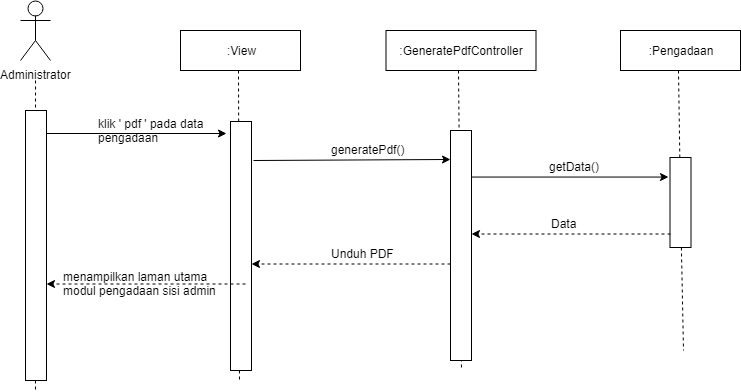 Administrator
:View
:GeneratePdfController
:Pengadaan
klik ' pdf ' pada data
pengadaan
generatePdf()
getData()
Data
Unduh PDF
menampilkan laman utama
modul pengadaan sisi admin